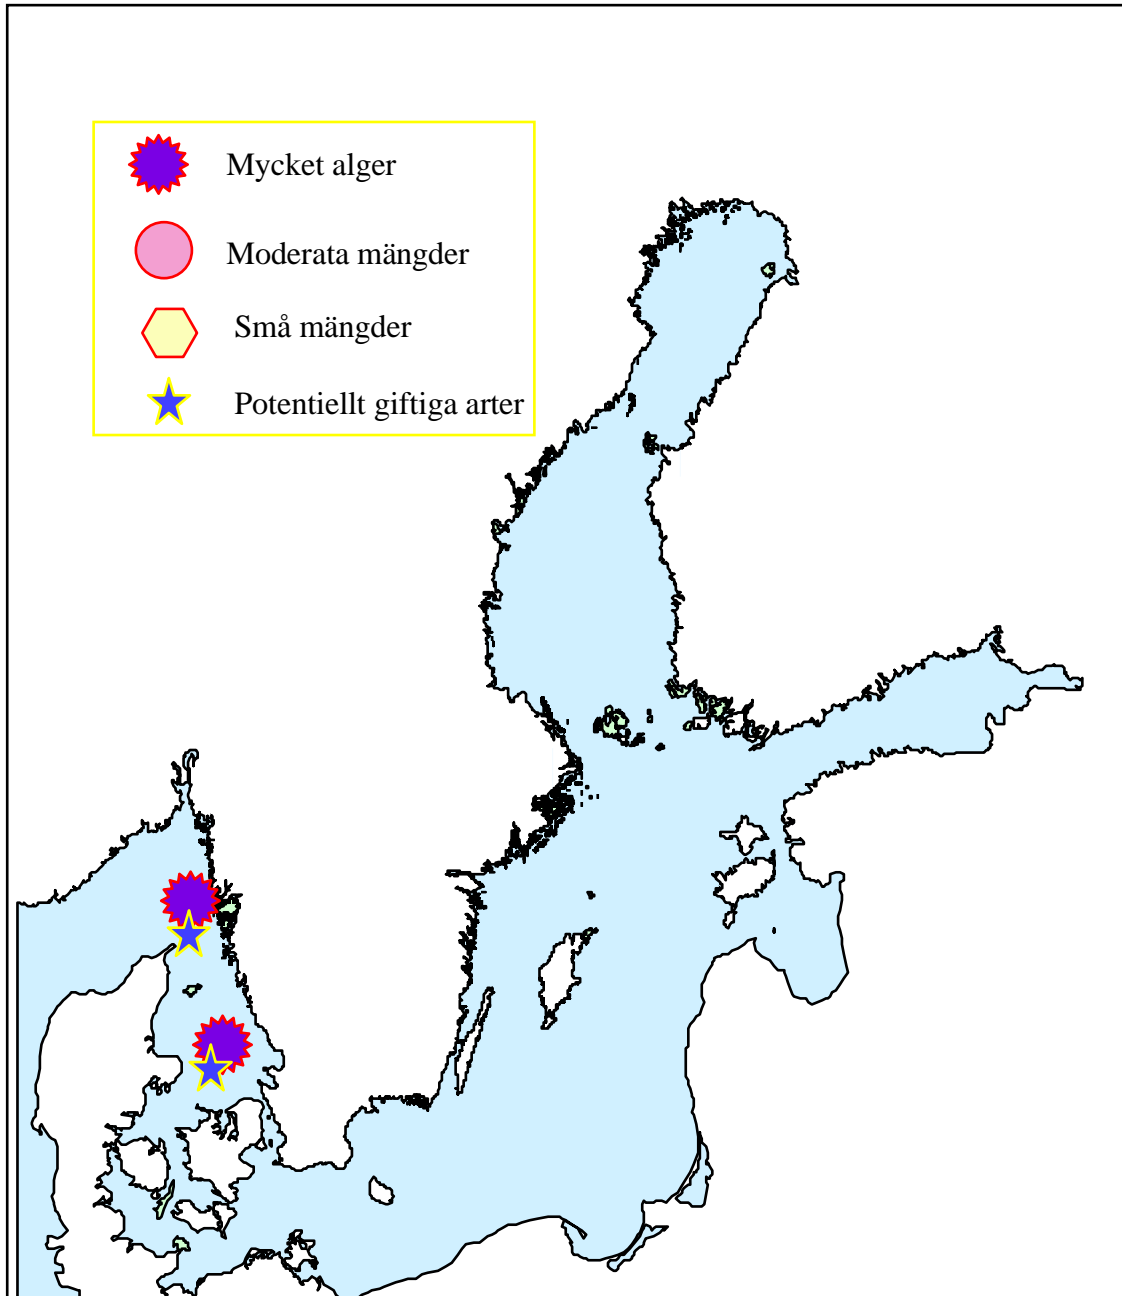 Mycket alger
Moderata mängder
Små mängder
Potentiellt giftiga arter